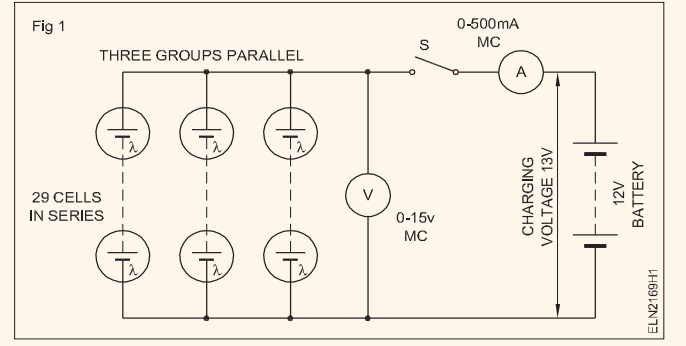 Fig 1
0-500mA
MC
THREE GROUPS PARALLEL
S
A
λ
λ
λ
29 CELLS
IN SERIES
V
0-15v
MC
CHARGING
VOLTAGE 13V
12V
BATTERY
λ
λ
λ
ELN2169H1